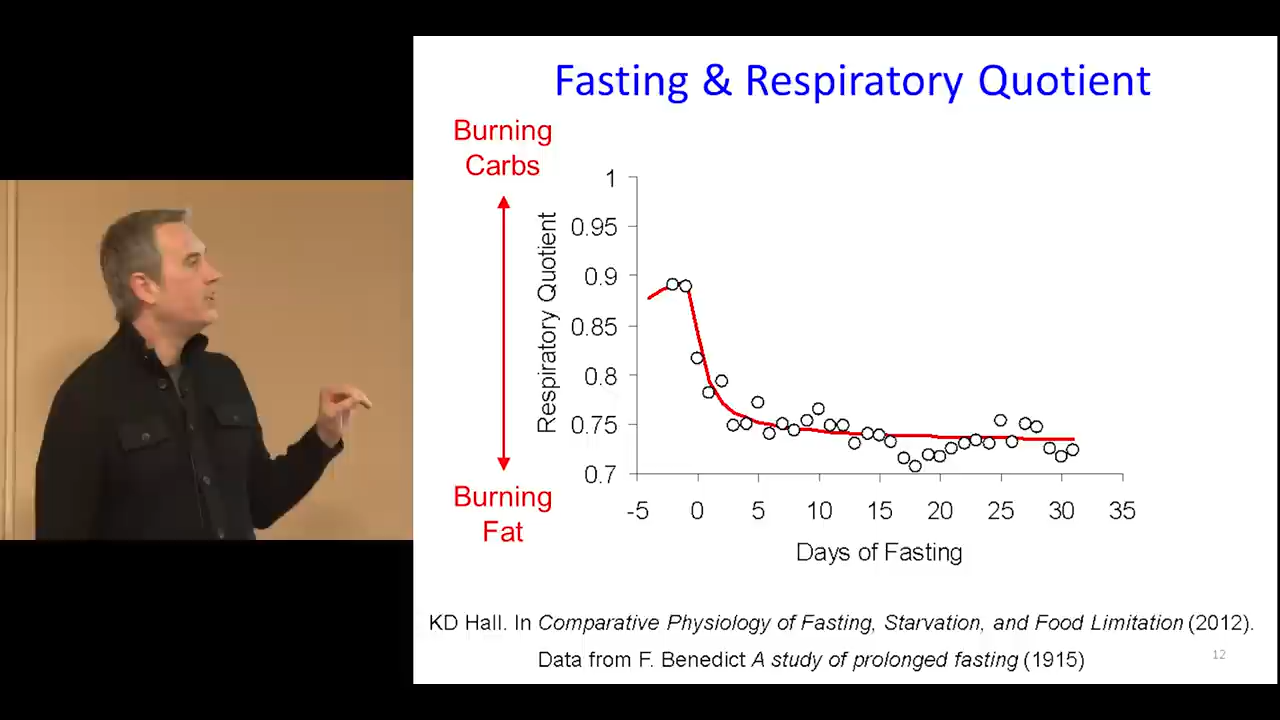 Fasting & Respiratory Quotient
Burning
Carbs
Burning
Fat
Respiratory Quotient
1
0.95
0.9
0.85
0.8
0.75
0.7
-5 0 5 10 15 20 25 30 35
Days of Fasting
KD Hall. In Comparative Physiology of Fasting, Starvation, and Food Limitation (2012).
Data from F. Benedict A study of prolonged fasting (1915)
12